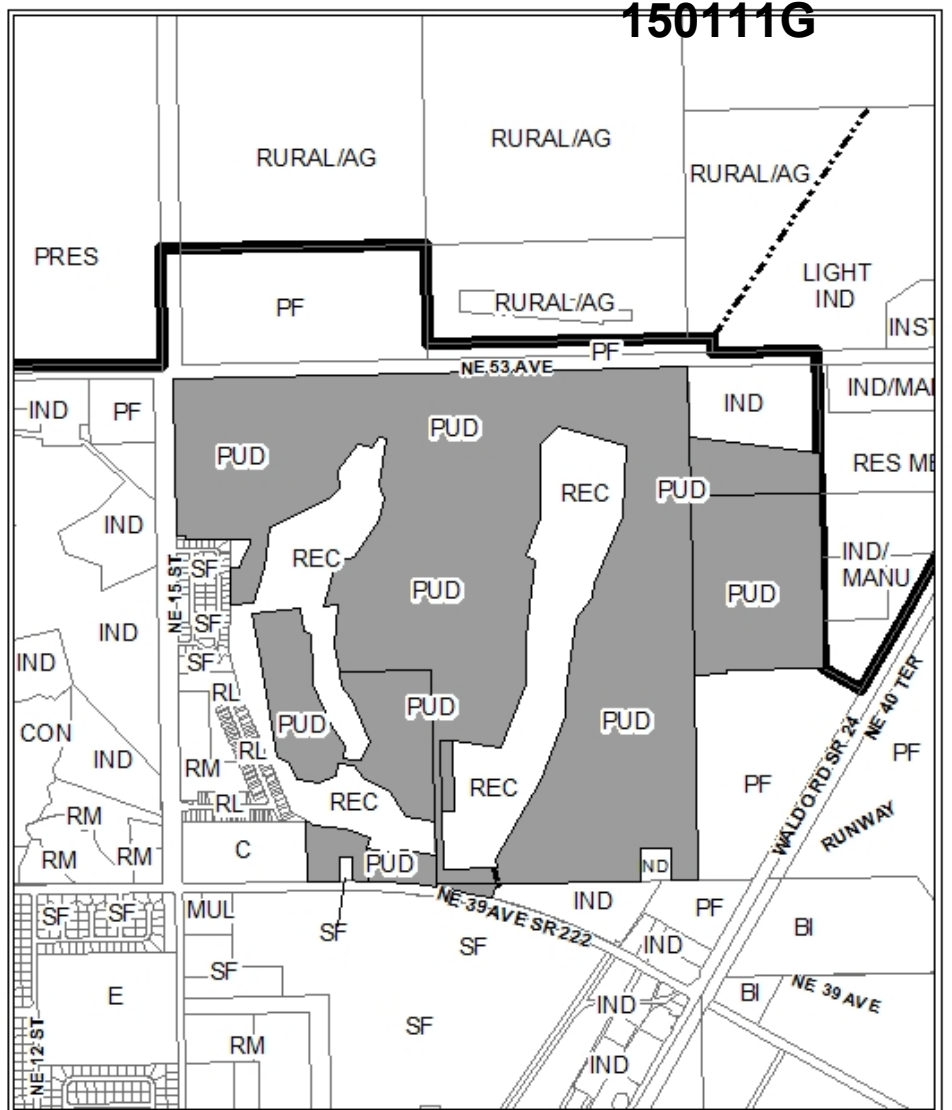 150111G
RURAL/AG
RURAL/AG
RURAL/AG
PRES
LIGHT
IND
PF
RURAL/AG
INST
PF
NE 53 AVE
IND
PF
IND
IND/MA
PUD
PUD
RES ME
REC
PUD
IND
REC
IND/
MANU
SF
NE 15 ST
PUD
PUD
SF
IND
IND
SF
RL
PUD
PUD
PUD
CON
RL
IND
RM
REC
REC
PF
WALDO RD SR 24
NE 40 TER
PF
RL
RM
RUNWAY
RM
RM
C
PUD
IND
SF
SF
MUL
SF
NE 39 AVE SR 222
IND
PF
BI
SF
SF
IND
E
BI
NE 39 AVE
IND
SF
RM
NE 12 ST
IND